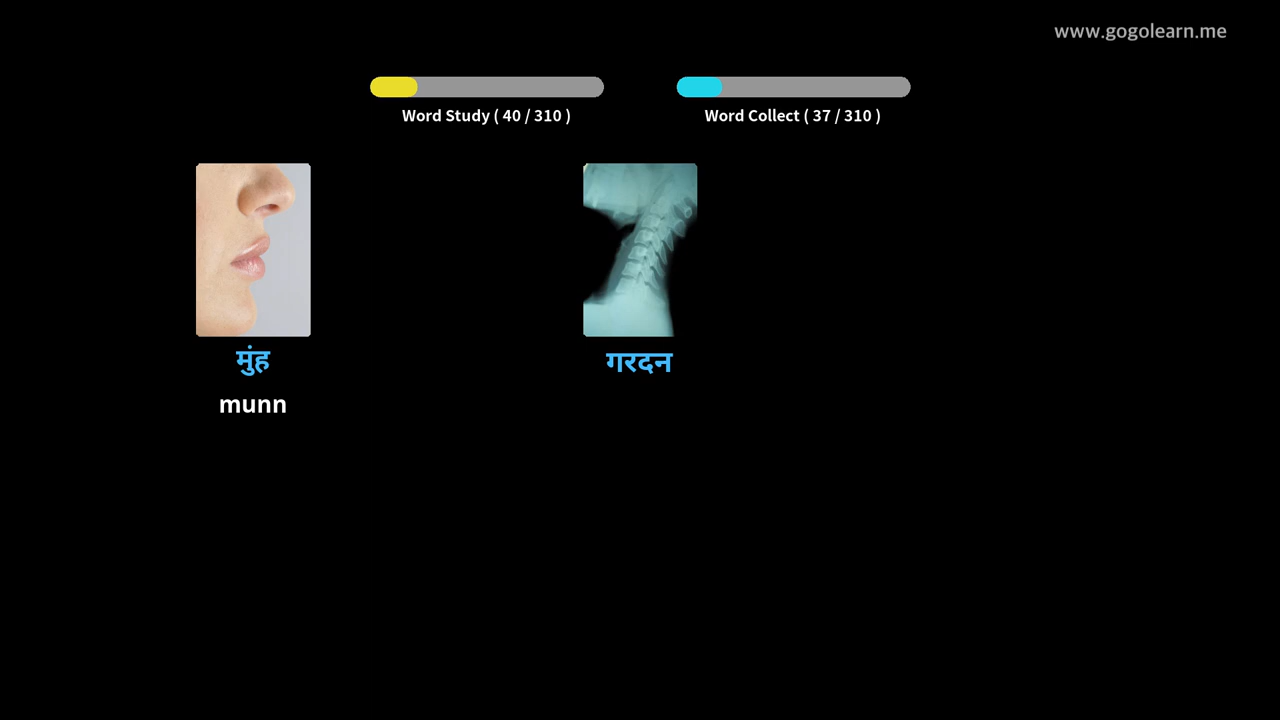 www.gogolearn.me
Word Study ( 40 / 310 )
Word Collect ( 37 / 310 )
मुंह
गरदन
munn